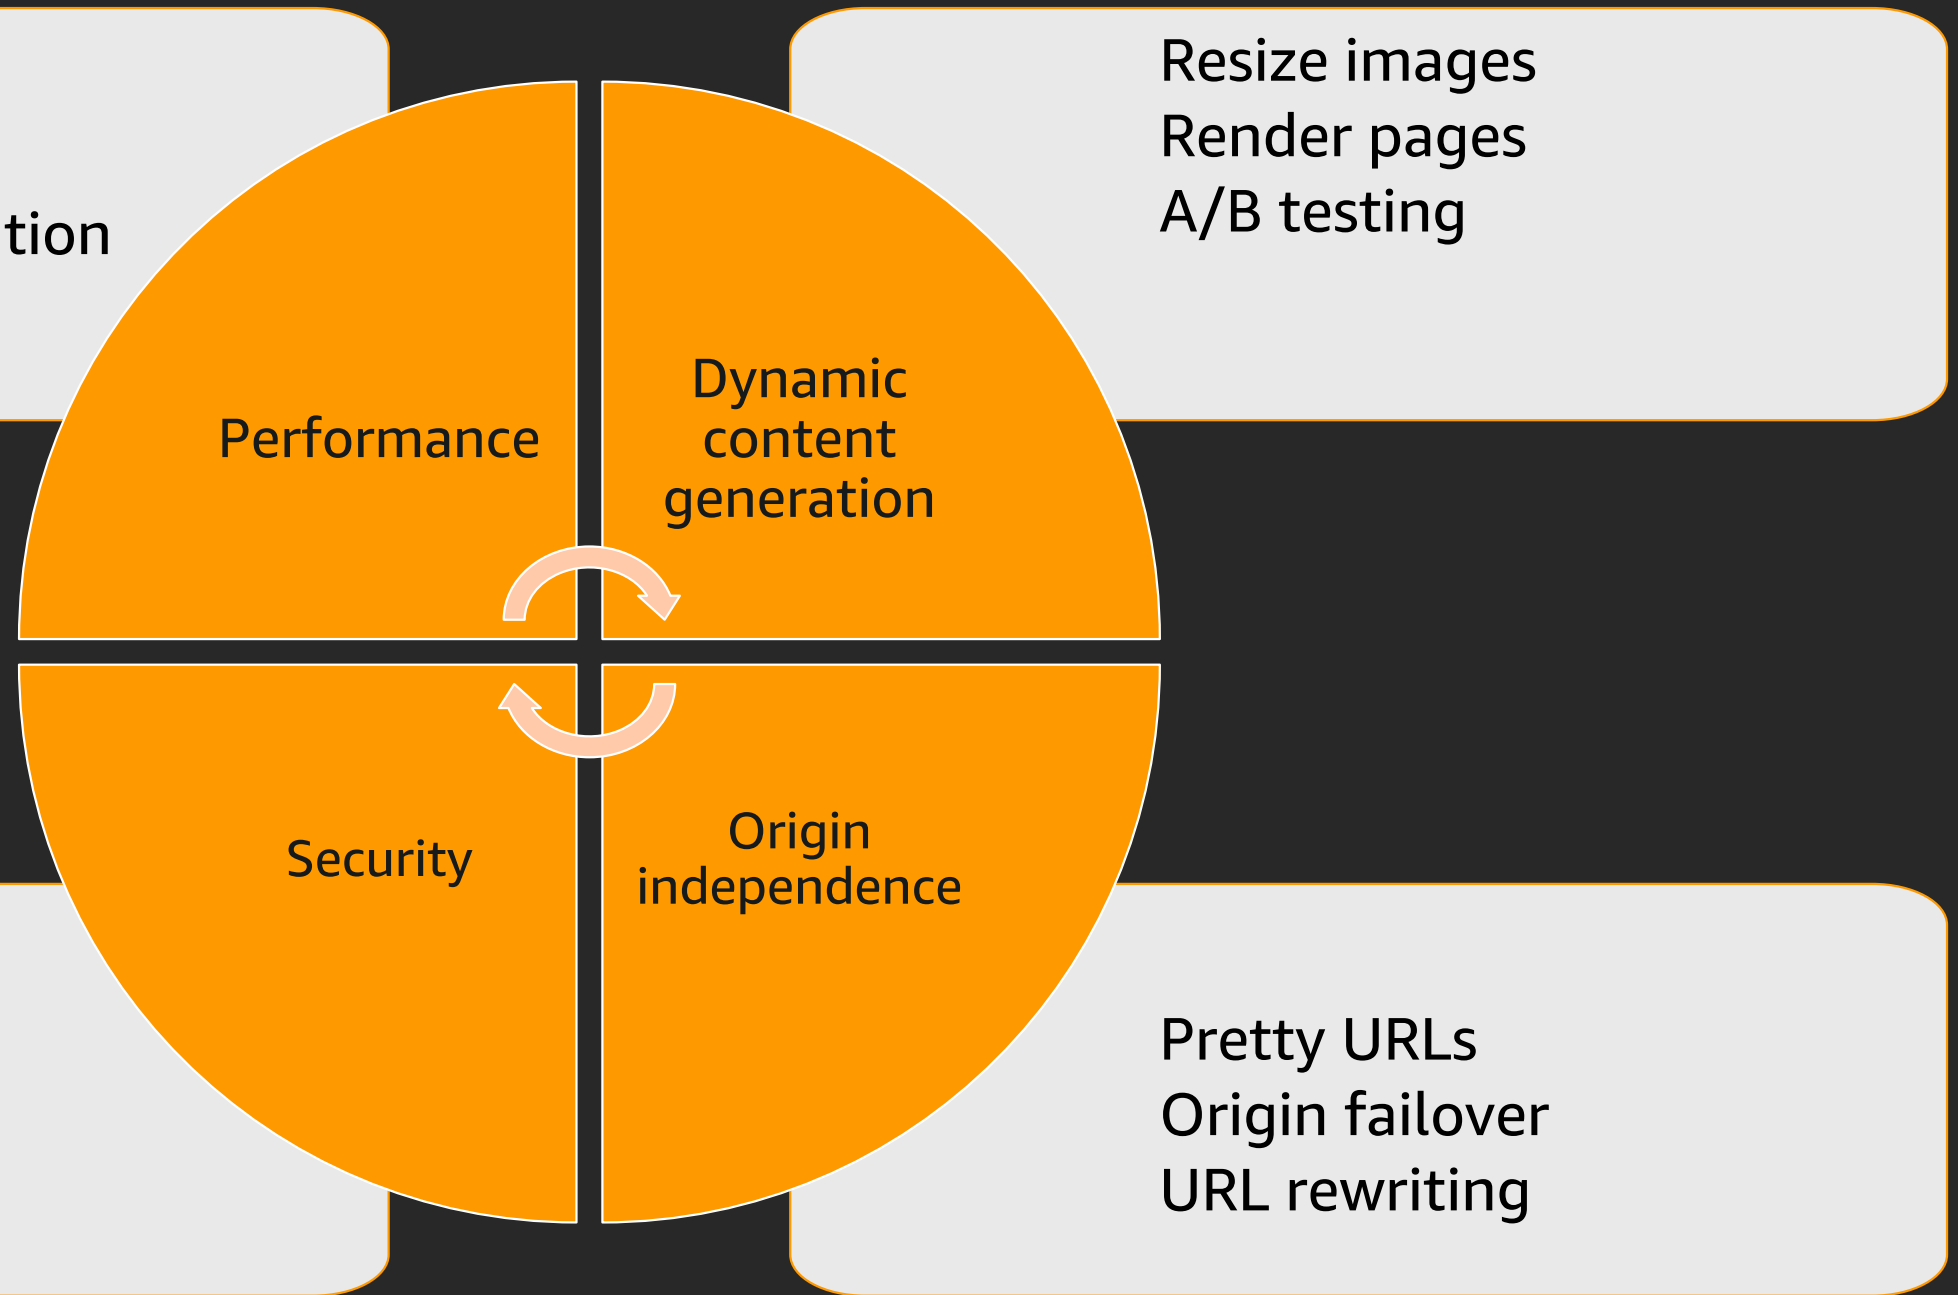 tion
Performance
Dynamic
content
generation
Resize images
Render pages
A/B testing
Security
Origin
independence
Pretty URLs
Origin failover
URL rewriting